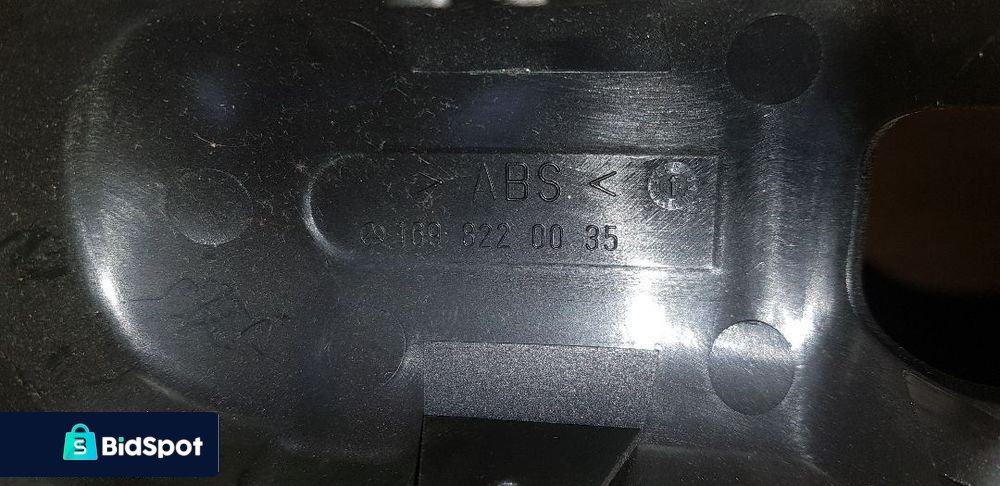 > ABS <
169 822 00 35
BidSpot